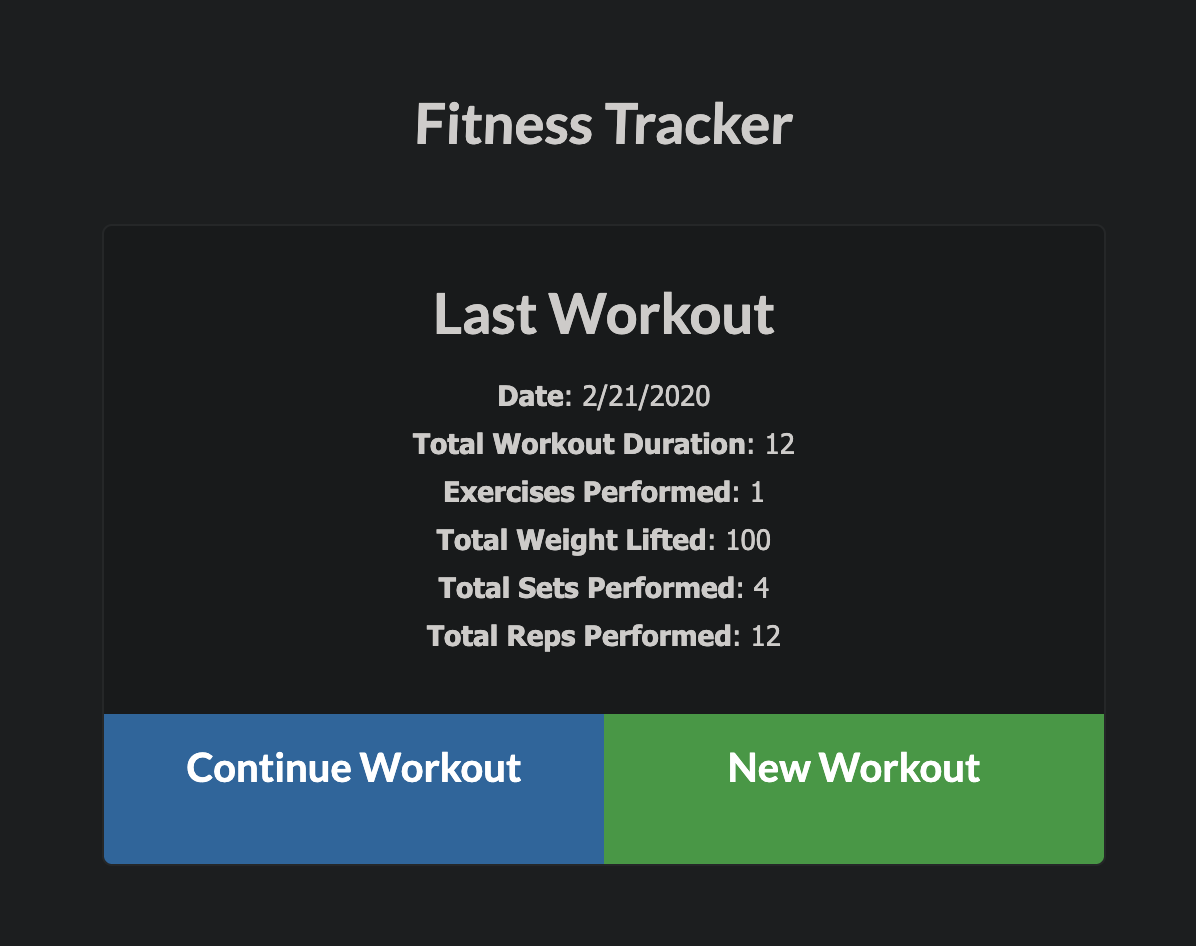 Fitness Tracker
Last Workout
Date: 2/21/2020
Total Workout Duration: 12
Exercises Performed: 1
Total Weight Lifted: 100
Total Sets Performed: 4
Total Reps Performed: 12
Continue Workout
New Workout